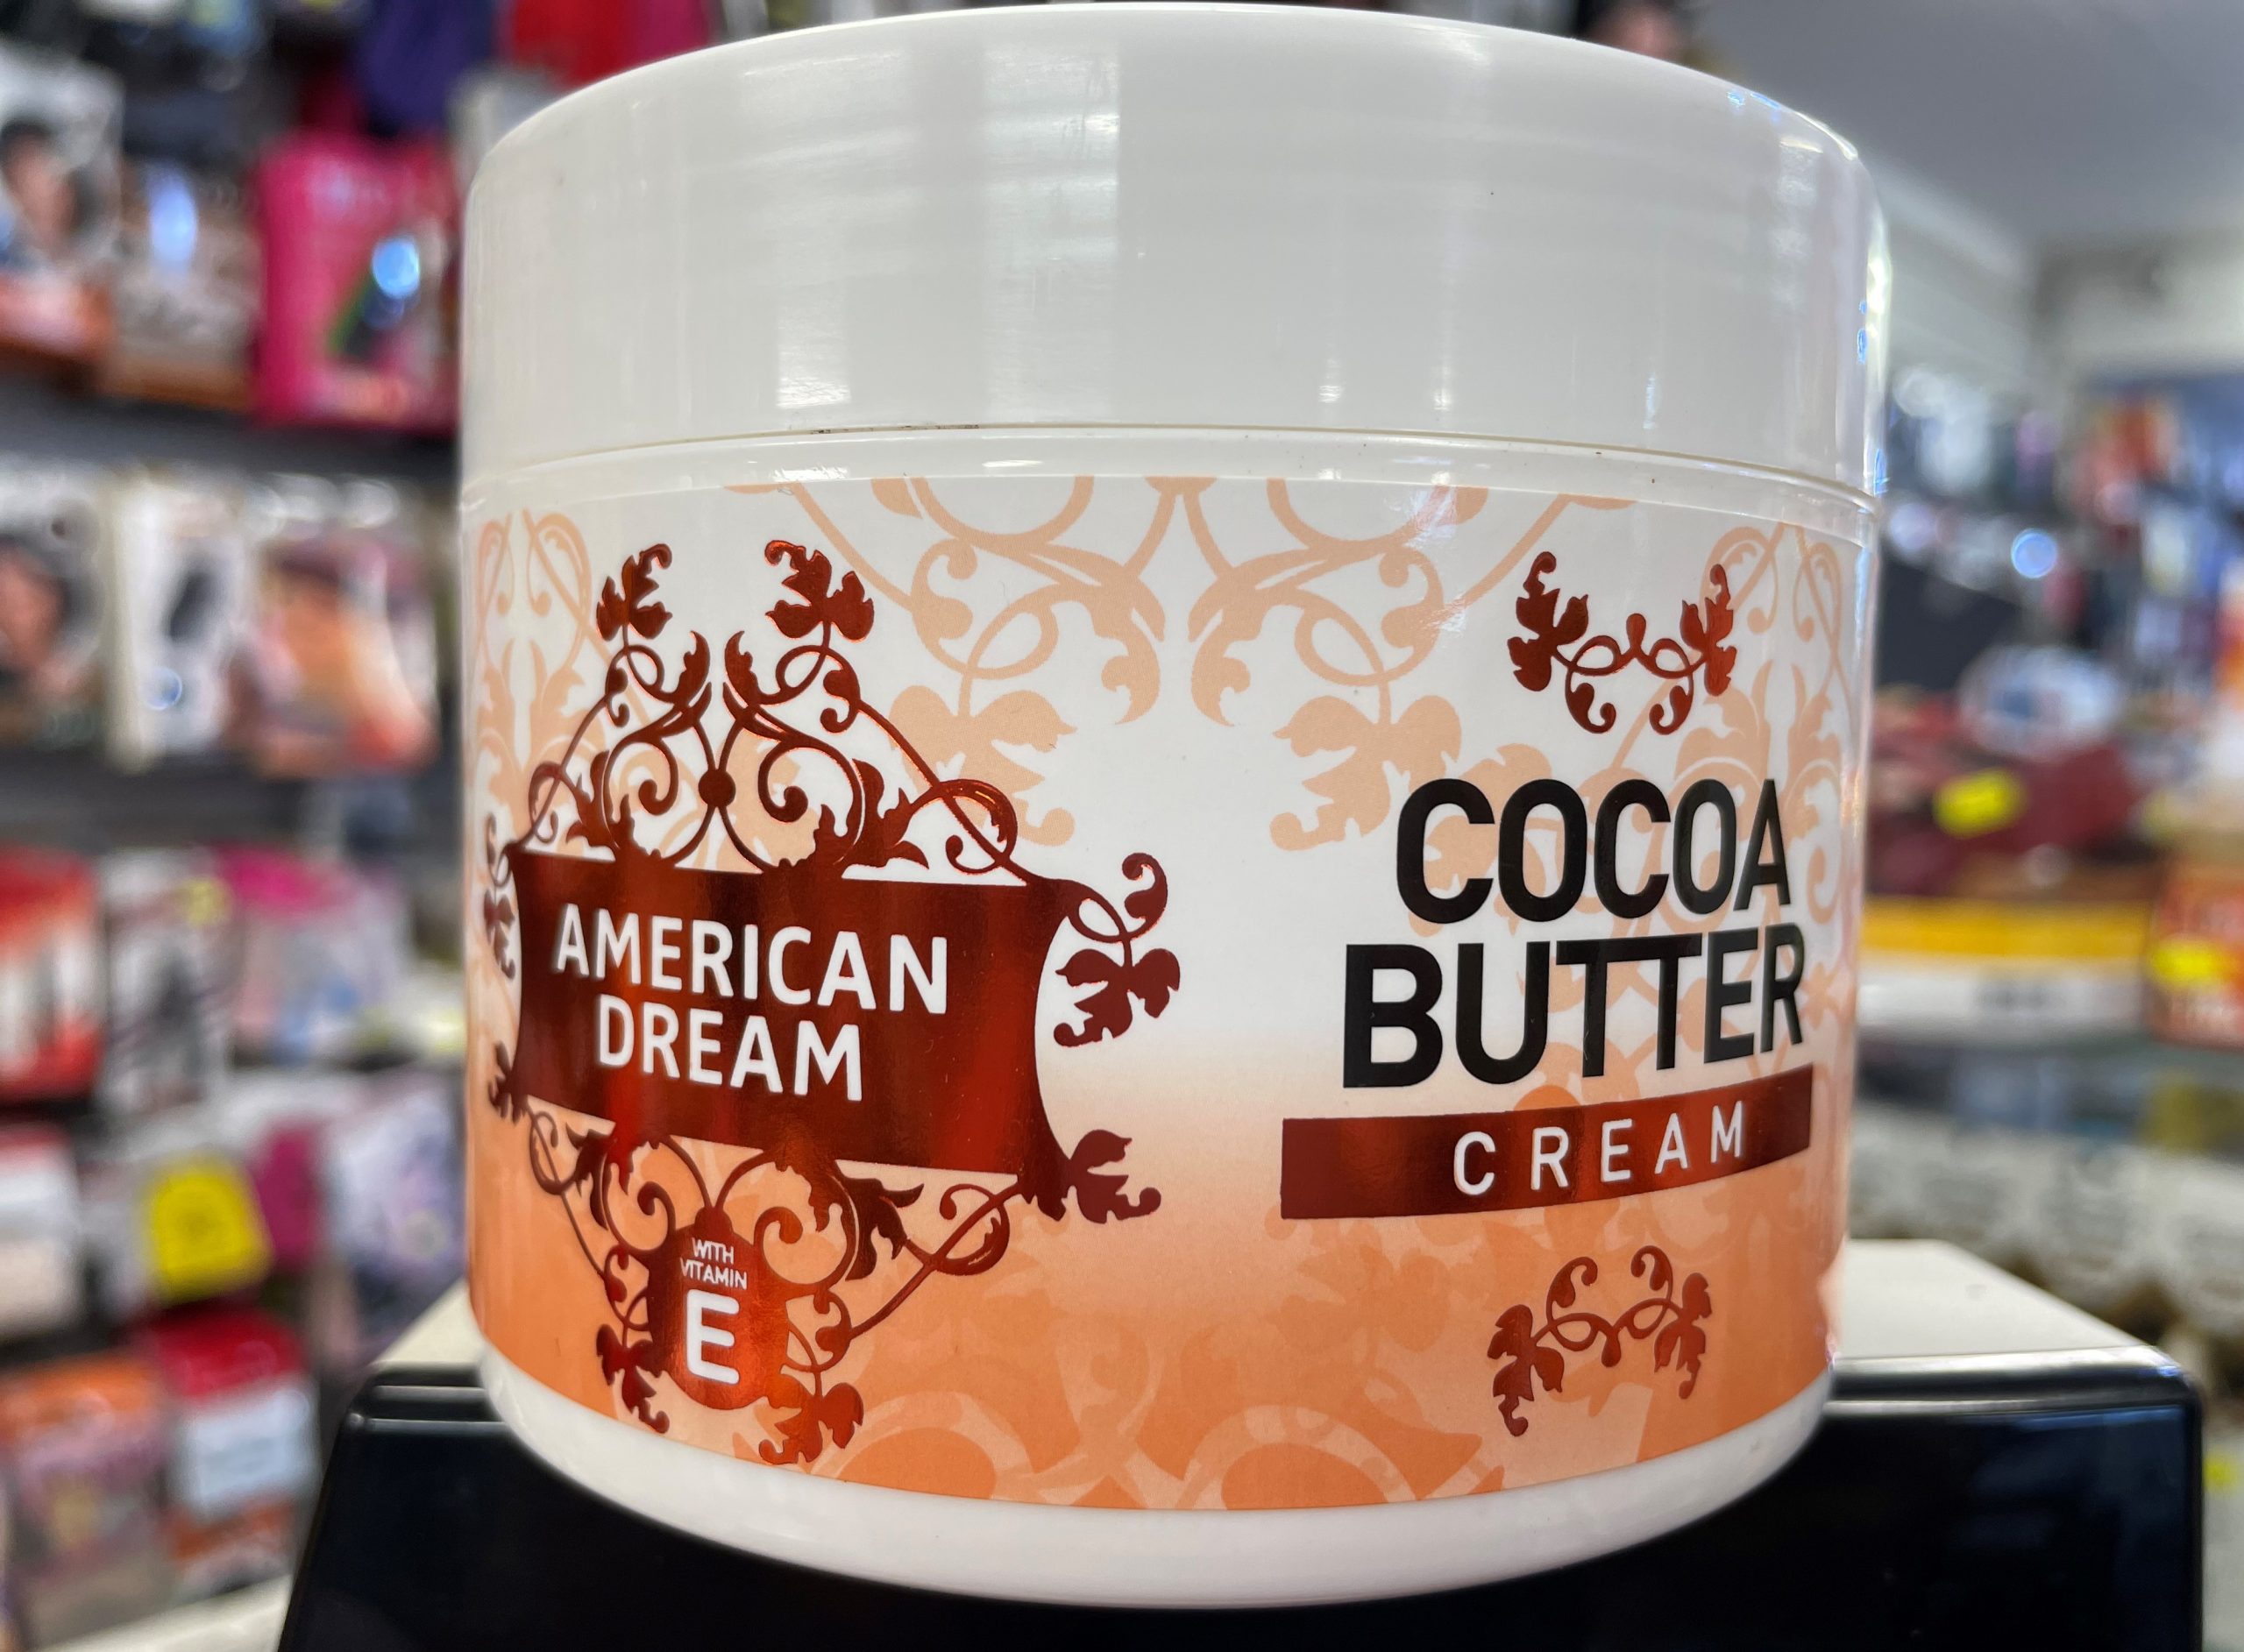 AMERICAN
DREAM
WITH
VITAMIN
E
COCOA
BUTTER
CREAM